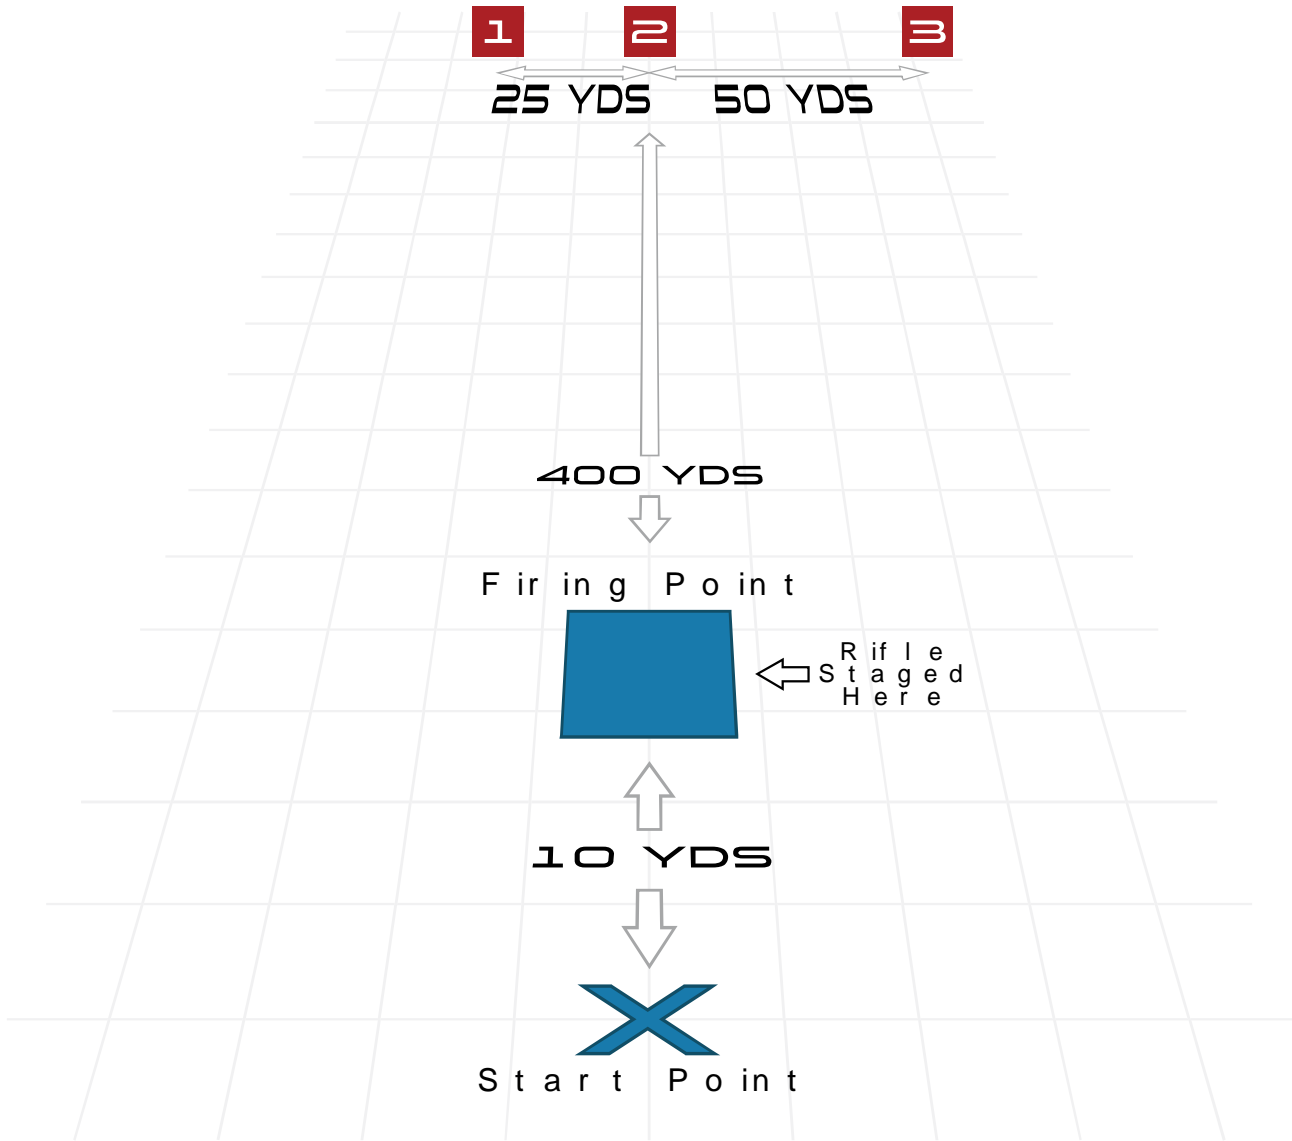 1 2 3
25 YDS 50 YDS
400 YDS
Firing Point
Rifle
Staged
Here
10 YDS
Start Point